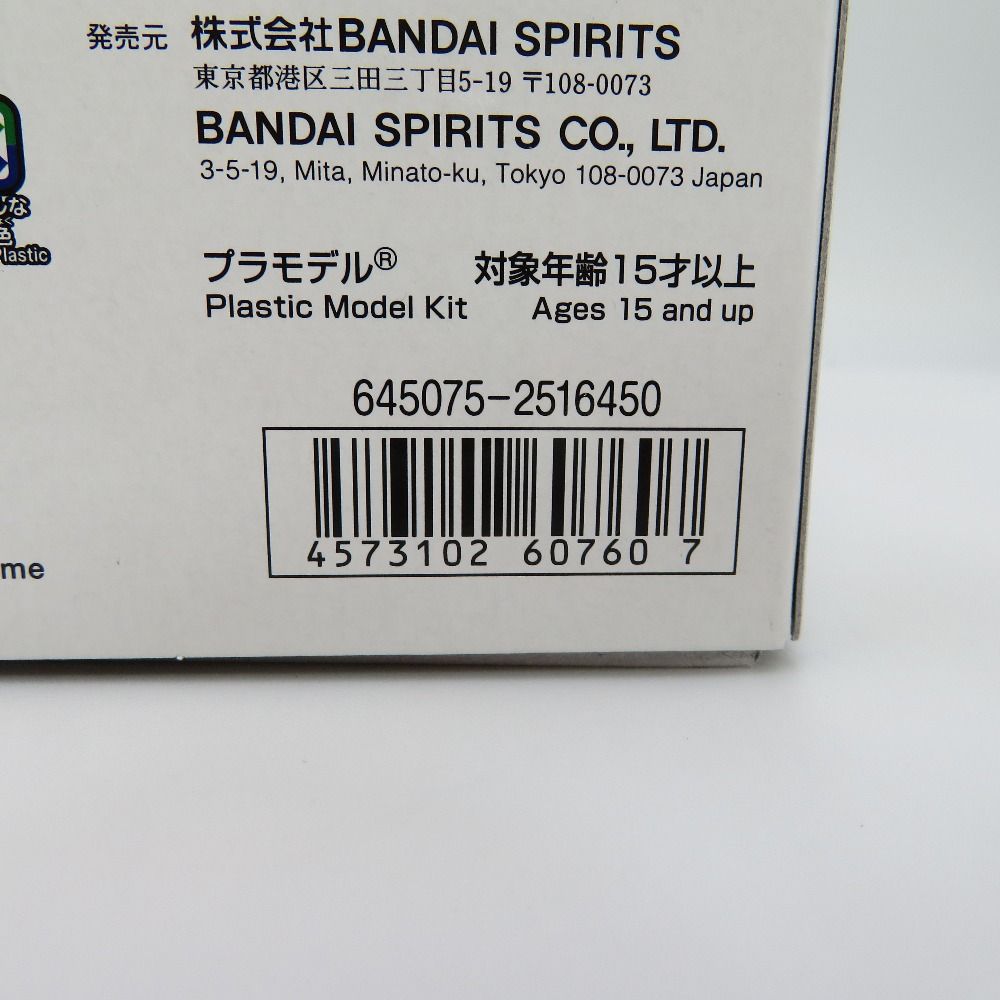 発売元 株式会社BANDAI SPIRITS
東京都港区三田三丁目5-19 〒108-0073
BANDAI SPIRITS CO., LTD.
3-5-19, Mita, Minato-ku, Tokyo 108-0073 Japan
な
色
Plastic
プラモデル® 対象年齢15才以上
Plastic Model Kit Ages 15 and up
645075-2516450
4573102 60760 7
me